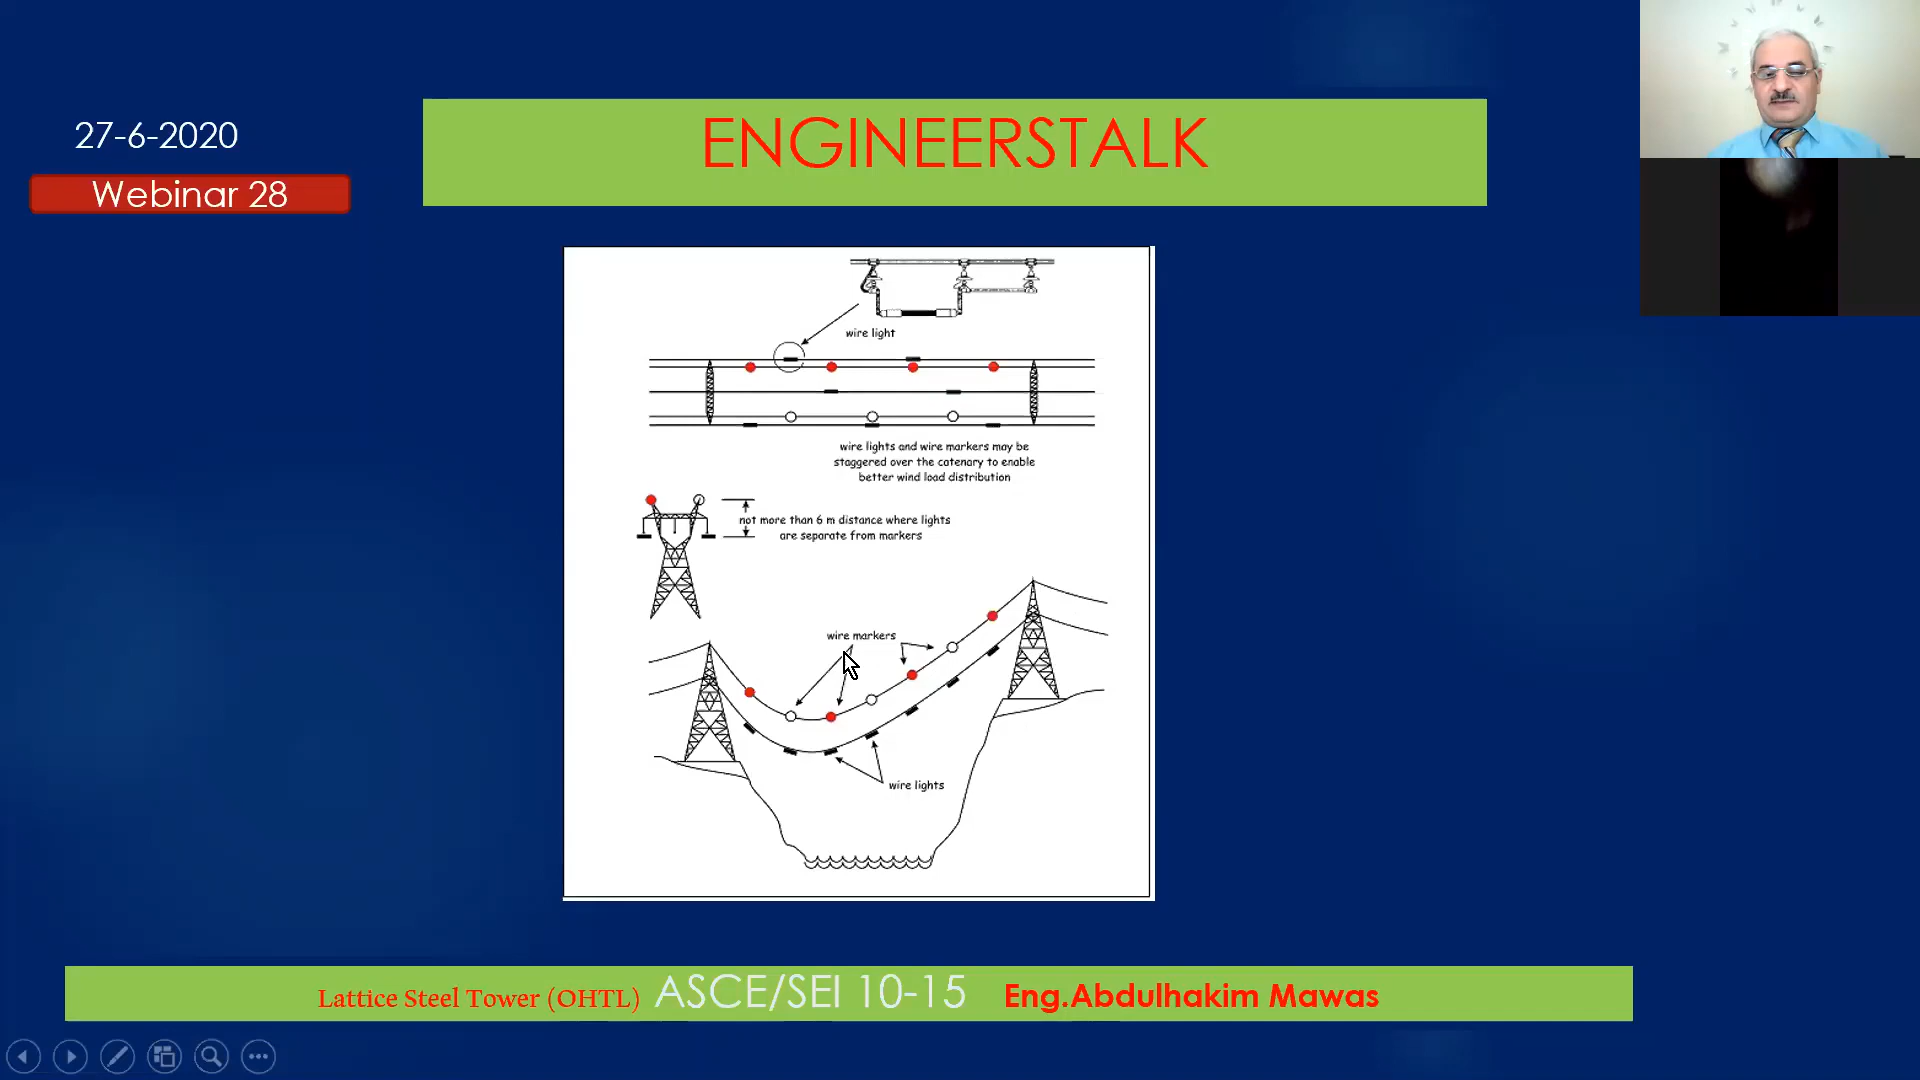 27-6-2020
Webinar 28
ENGINEERSTALK
wire light
wire lights and wire markers may be
staggered over the catenary to enable
better wind load distribution
not more than 6 m distance where lights
are separate from markers
wire markers
wire lights
Lattice Steel Tower (OHTL) ASCE/SEI 10-15 Eng.Abdulhakim Mawas